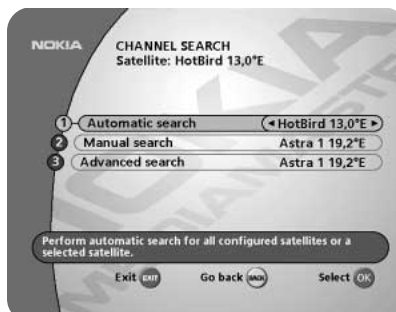 NOKIA
CHANNEL SEARCH
Satellite: HotBird 13,0°E
1 Automatic search HotBird 13,0°E
2 Manual search Astra 1 19,2°E
3 Advanced search Astra 1 19,2°E
Perform automatic search for all configured satellites or a
selected satellite.
Exit EXIT Go back BACK Select OK
NOKIA
MEDIAMASTER